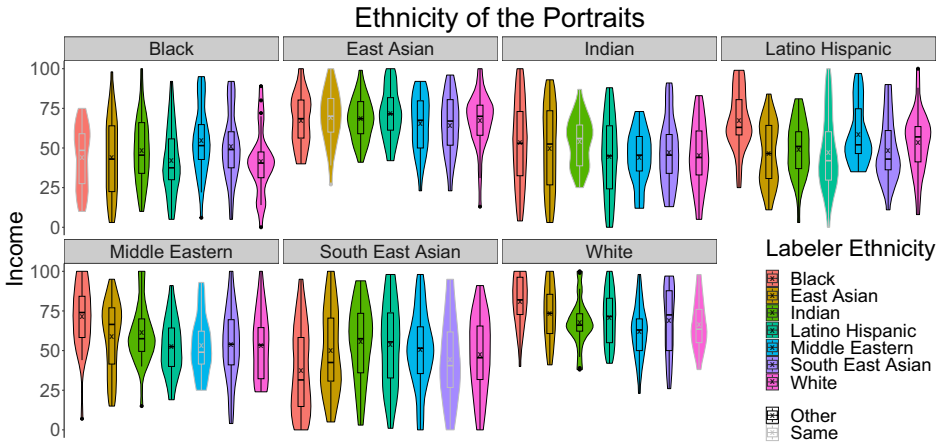 Ethnicity of the Portraits
Black East Asian Indian Latino Hispanic
100
75
50
25
0
Middle Eastern South East Asian White
100
75
50
25
0
Income
Labeler Ethnicity
Black
East Asian
Indian
Latino Hispanic
Middle Eastern
South East Asian
White
Other
Same